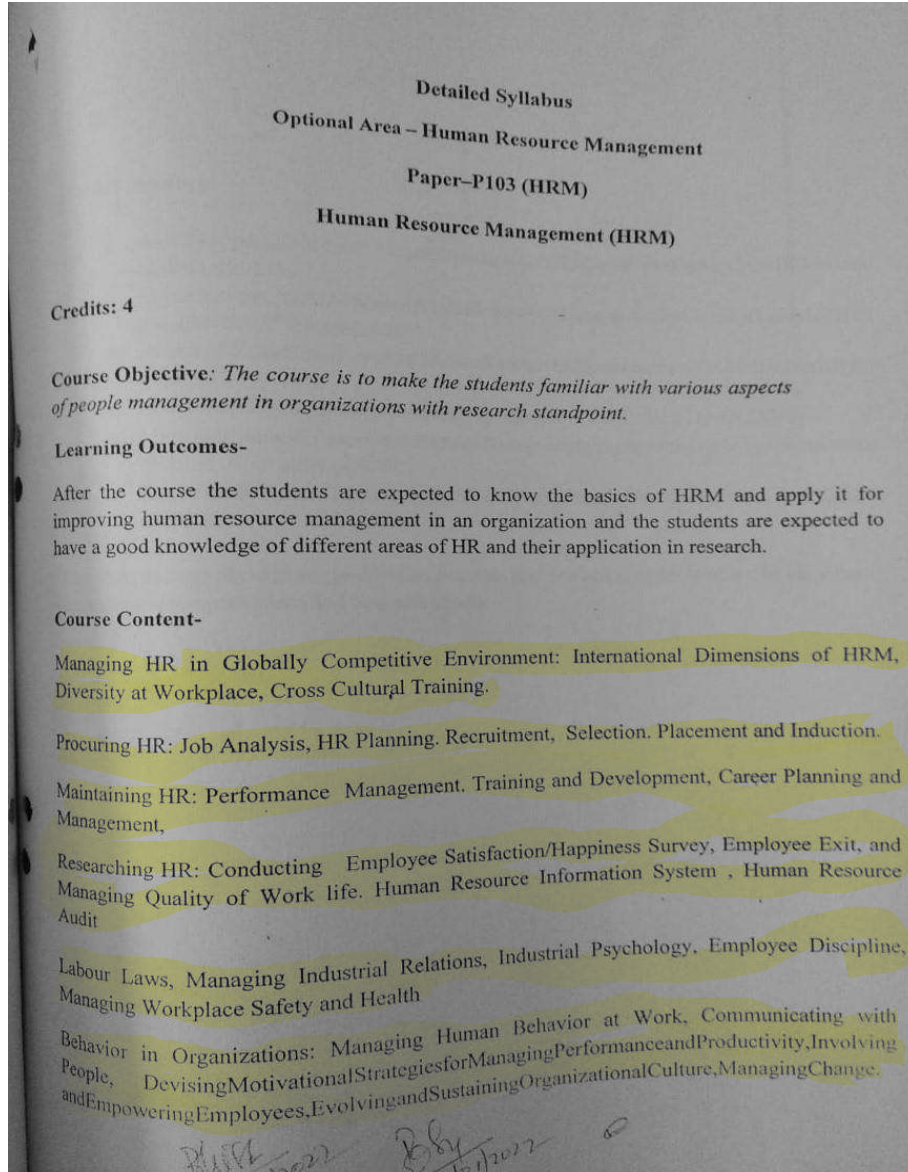 Detailed Syllabus
Optional Area – Human Resource Management
Paper–P103 (HRM)
Human Resource Management (HRM)
Credits: 4
Course Objective: The course is to make the students familiar with various aspects
of people management in organizations with research standpoint.
Learning Outcomes-
After the course the students are expected to know the basics of HRM and apply it for
improving human resource management in an organization and the students are expected to
have a good knowledge of different areas of HR and their application in research.
Course Content-
Managing HR in Globally Competitive Environment: International Dimensions of HRM,
Diversity at Workplace, Cross Cultural Training.
Procuring HR: Job Analysis, HR Planning. Recruitment, Selection. Placement and Induction.
Maintaining HR: Performance Management. Training and Development, Career Planning and
Management,
Researching HR: Conducting Employee Satisfaction/Happiness Survey, Employee Exit, and
Managing Quality of Work life. Human Resource Information System , Human Resource
Audit
Labour Laws, Managing Industrial Relations, Industrial Psychology, Employee Discipline,
Managing Workplace Safety and Health
Behavior in Organizations: Managing Human Behavior at Work, Communicating with
People, DevisingMotivationalStrategiesforManagingPerformanceandProductivity,Involving
andEmpoweringEmployees,EvolvingandSustainingOrganizationalCulture,ManagingChange.